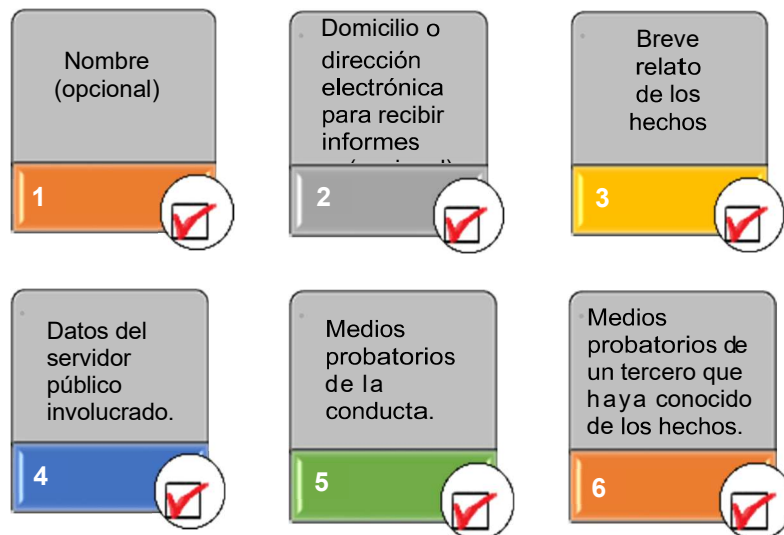 Nombre
(opcional)
1
Domicilio o
dirección
electrónica
para recibir
informes
2
Breve
relato
de los
hechos
3
Datos del
servidor
público
involucrado.
4
Medios
probatorios
de la
conducta.
5
Medios
probatorios de
un tercero que
haya conocido
de los hechos.
6